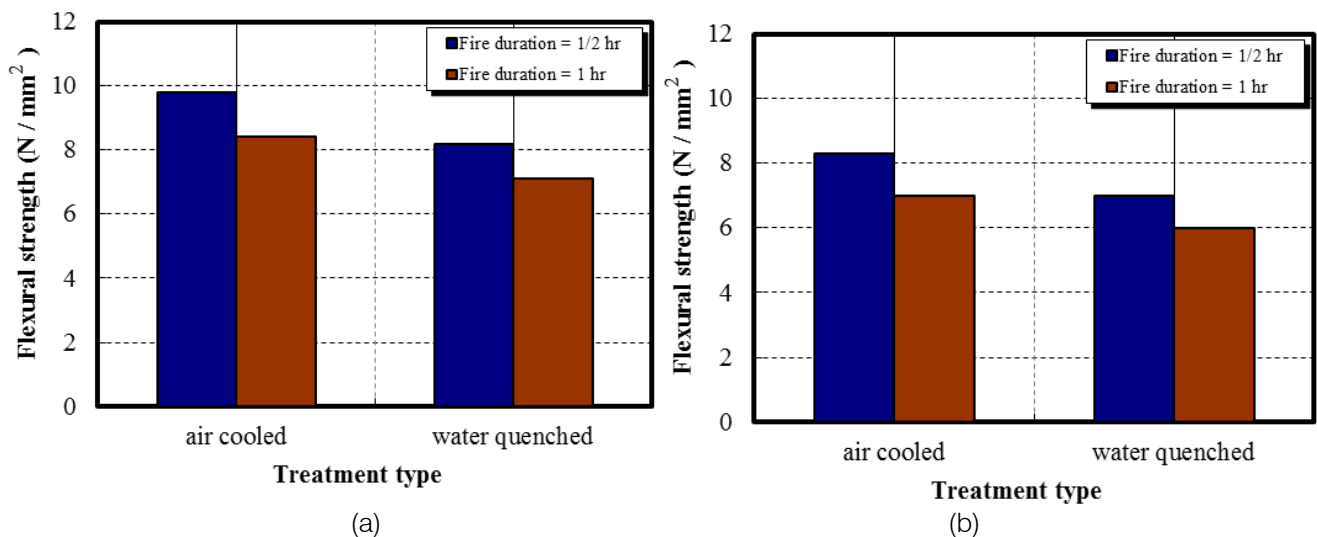 Flexural strength (N / mm²)
12
10
8
6
4
2
0
Fire duration = 1/2 hr
Fire duration = 1 hr
air cooled
water quenched
Treatment type
(a)
Flexural strength (N / mm²)
12
10
8
6
4
2
0
Fire duration = 1/2 hr
Fire duration = 1 hr
air cooled
water quenched
Treatment type
(b)